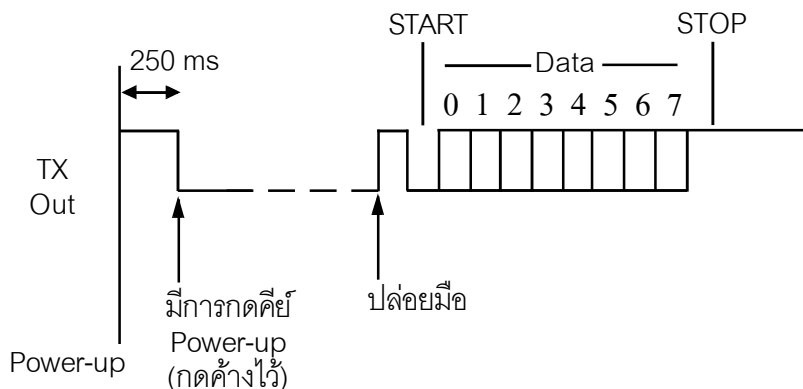 START STOP
250 ms Data
0 1 2 3 4 5 6 7
TX
Out
มีการกดคีย์
Power-up
(กดค้างไว้)
ปล่อยมือ
Power-up